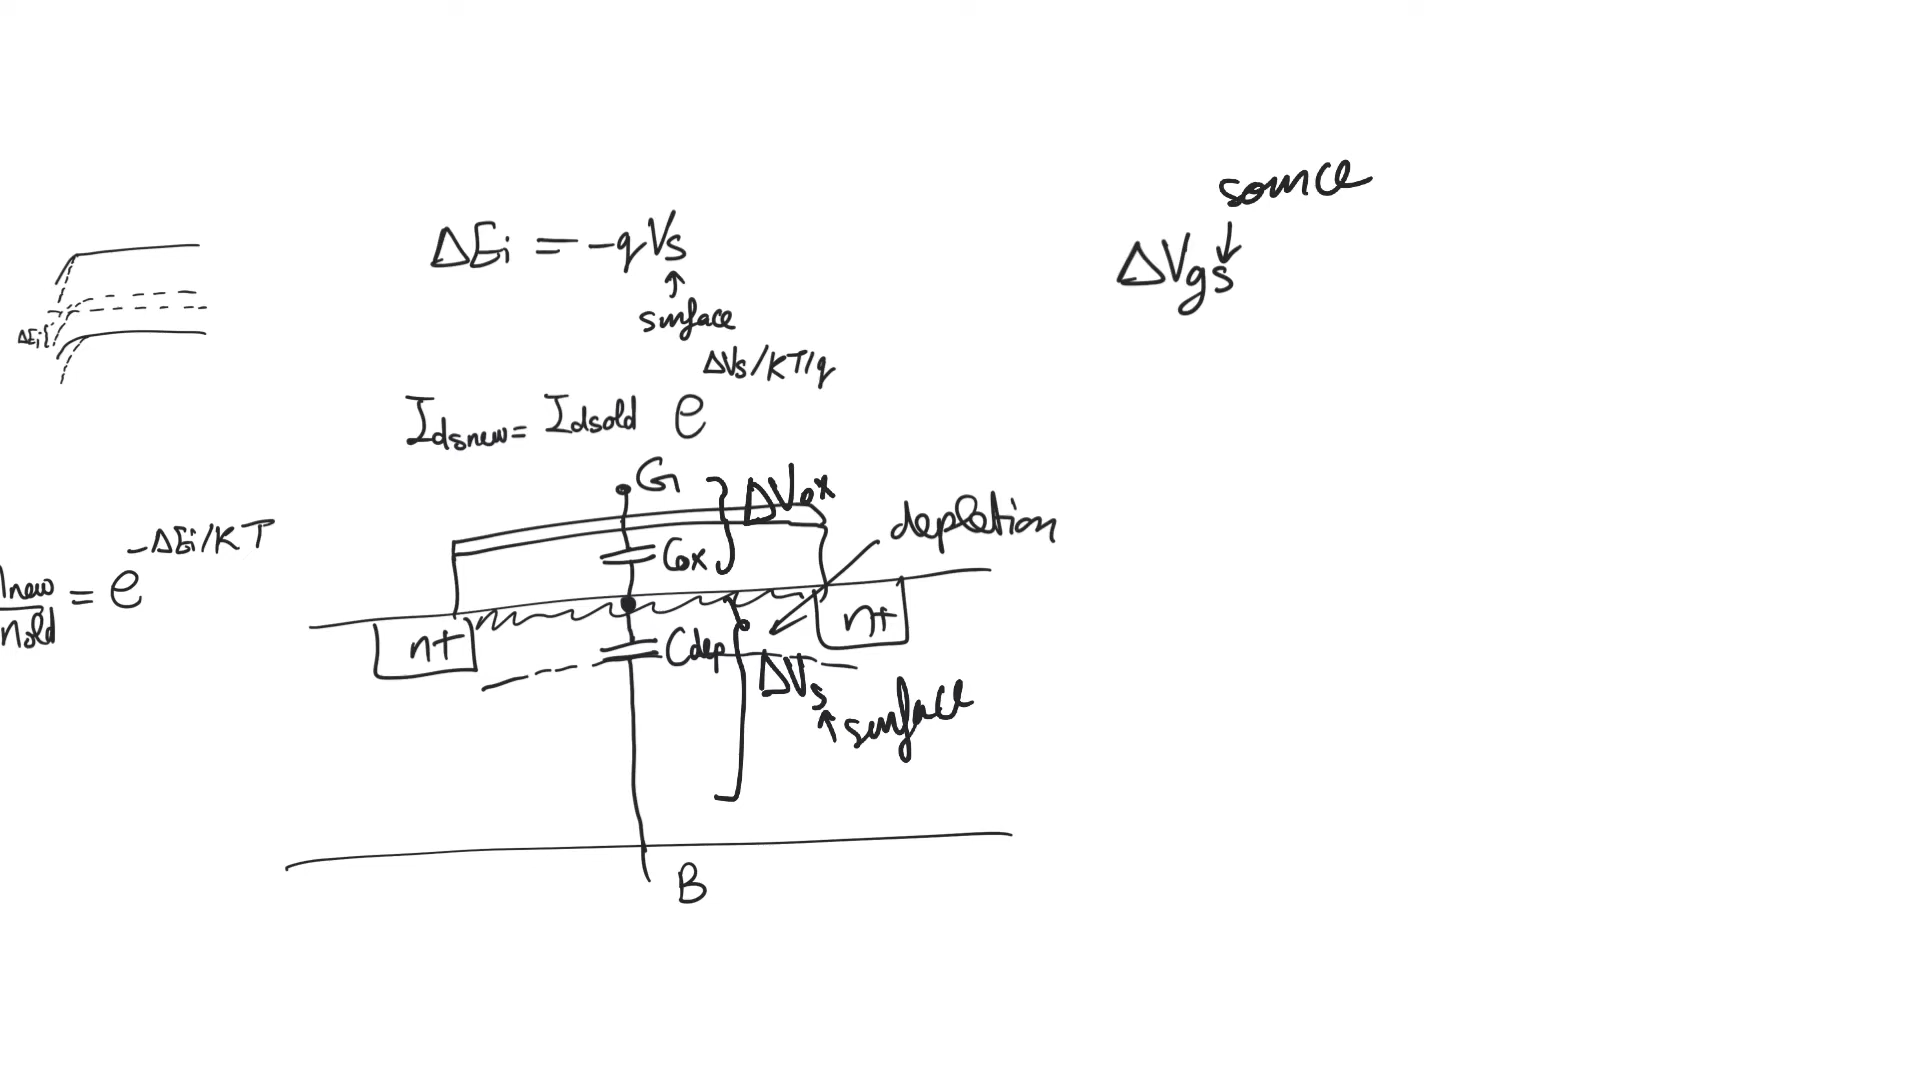 source
ΔEi = -qVs
ΔVgs
surface
ΔEi
ΔVs/KT/q
Idsnew = Idsold e
G
ΔVox
depletion
Cox
-ΔEi/KT
nnew = e
nold
n+
n+
Cdep
ΔVs
surface
B